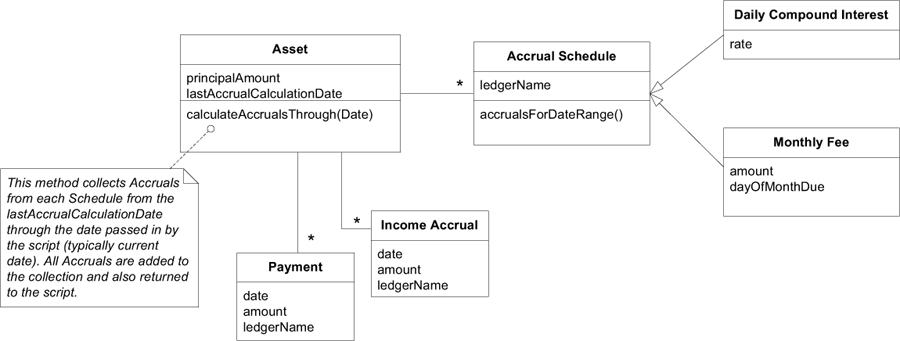 Asset
principalAmount
lastAccrualCalculationDate
calculateAccrualsThrough(Date)
*
Accrual Schedule
ledgerName
accrualsForDateRange()
Daily Compound Interest
rate
Monthly Fee
amount
dayOfMonthDue
This method collects Accruals
from each Schedule from the
lastAccrualCalculationDate
through the date passed in by
the script (typically current
date). All Accruals are added to
the collection and also returned
to the script.
*
Payment
date
amount
ledgerName
*
Income Accrual
date
amount
ledgerName